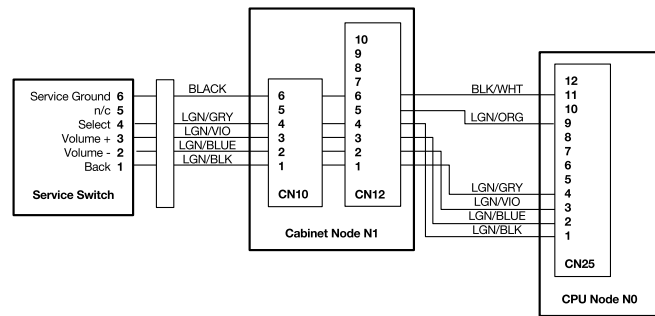 Service Ground 6
n/c 5
Select 4
Volume + 3
Volume - 2
Back 1
Service Switch
BLACK
LGN/GRY
LGN/VIO
LGN/BLUE
LGN/BLK
6
5
4
3
2
1
CN10
10
9
8
7
6
5
4
3
2
1
CN12
Cabinet Node N1
BLK/WHT
LGN/ORG
LGN/GRY
LGN/VIO
LGN/BLUE
LGN/BLK
12
11
10
9
8
7
6
5
4
3
2
1
CN25
CPU Node N0